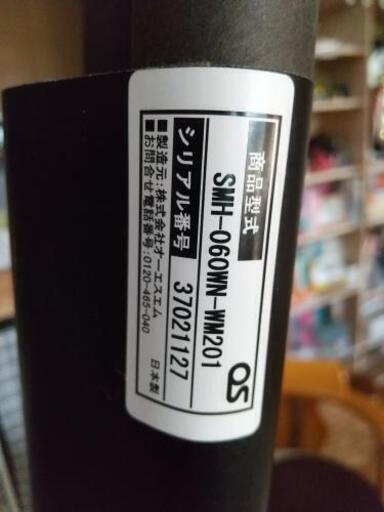 商品型式
SMH-060WN-WM201
OS
シリアル番号
37021127
■製造元:株式会社オーエスエム
■お問合せ電話番号:0120-465-040
日本製